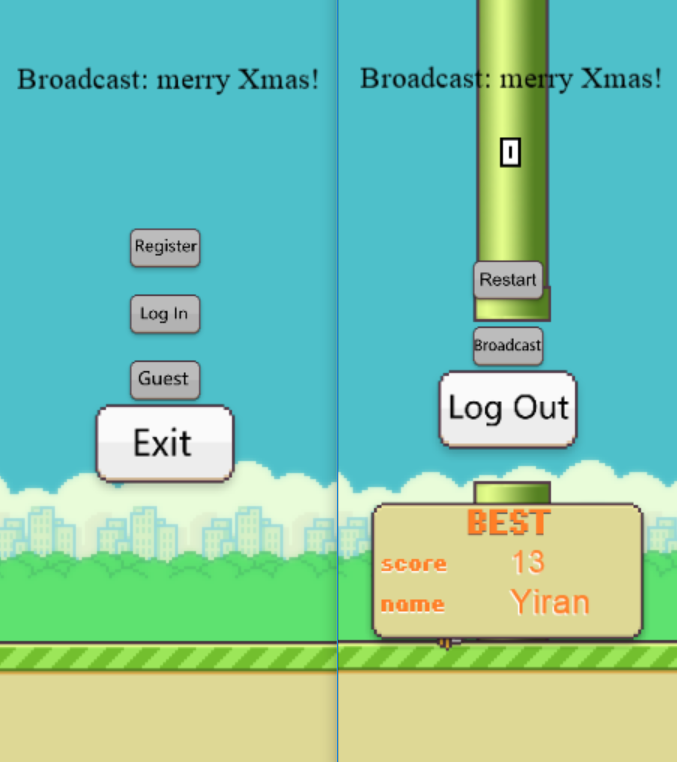 Broadcast: merry Xmas!
Register
Log In
Guest
Exit
Broadcast: merry Xmas!
Restart
Broadcast
Log Out
BEST
score 13
name Yiran